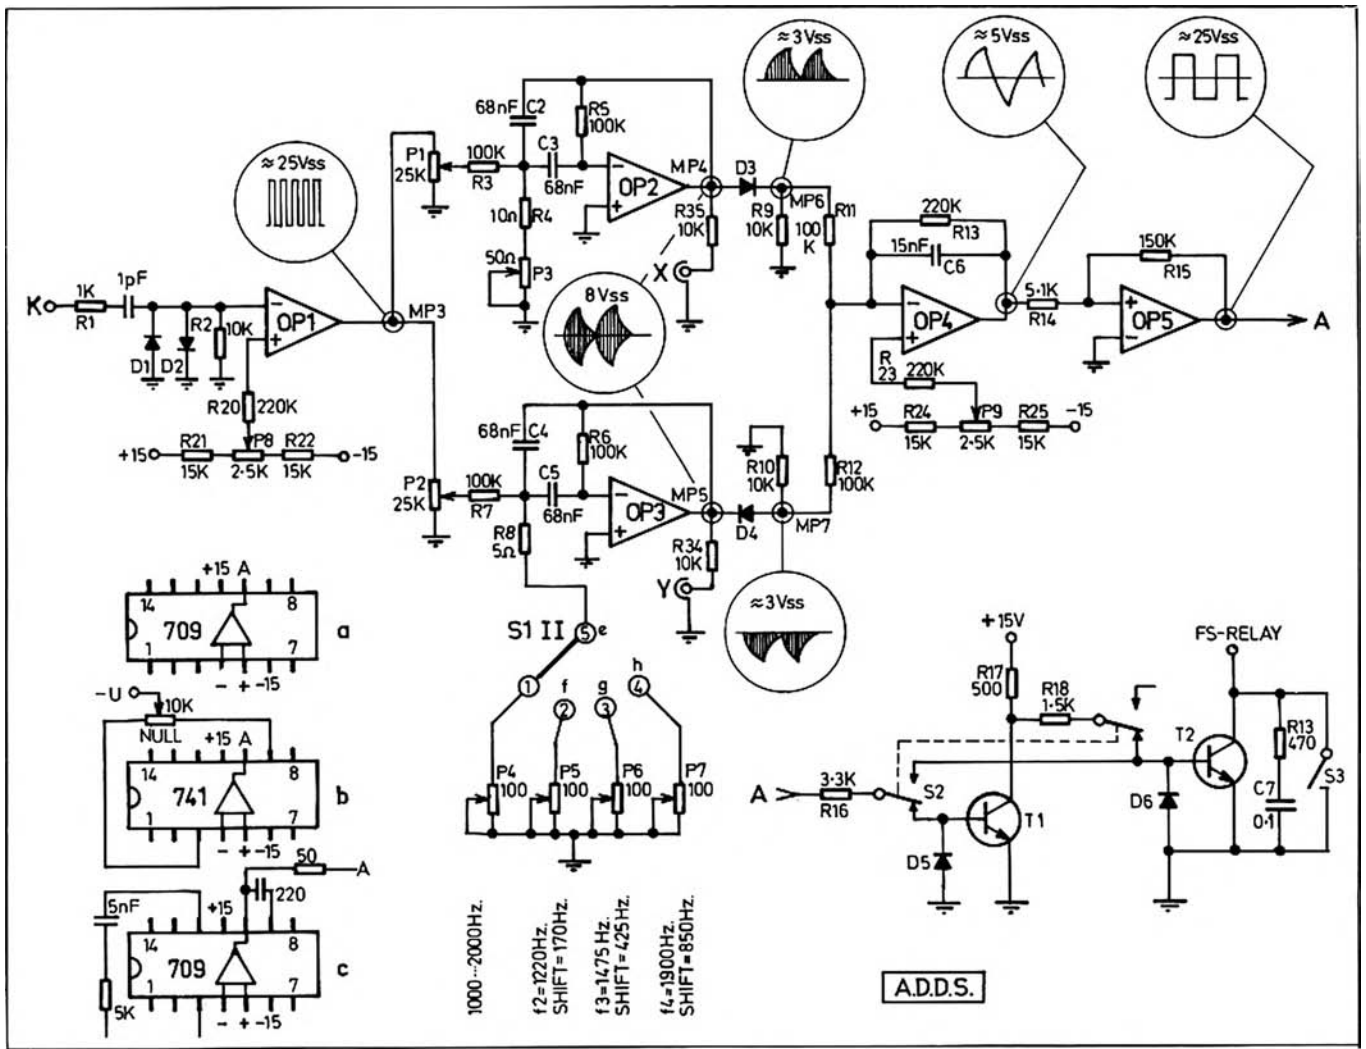 ≈ 25Vss
≈ 3Vss
≈ 5Vss
≈ 25Vss
8Vss
≈ 3Vss
K
1K
R1
1pF
D1
D2
R2
10K
OP1
MP3
R20
220K
+15
R21
15K
P8
2·5K
R22
15K
-15
P1
25K
100K
R3
68nF
C2
C3
68nF
R5
100K
OP2
10Ω
R4
50Ω
P3
MP4
R35
10K
X
D3
MP6
R9
10K
R11
100
K
P2
25K
100K
R7
68nF
C4
C5
68nF
R6
100K
OP3
R8
5Ω
MP5
R34
10K
Y
D4
MP7
R10
10K
R12
100K
220K
R13
15nF
C6
OP4
R
23
220K
+15
R24
15K
P9
2·5K
R25
15K
-15
5·1K
R14
150K
R15
OP5
A
S1 II
5
e
1
f
2
g
3
h
4
P4
100
P5
100
P6
100
P7
100
1000--2000Hz.
f2=1220Hz.
SHIFT=170Hz.
f3=1475Hz.
SHIFT=425Hz.
f4=1900Hz.
SHIFT=850Hz.
+15 A
14
8
709
1
7
- + -15
a
-U
10K
NULL
+15 A
14
8
741
1
7
- + -15
b
50
A
220
5nF
+15
14
8
709
1
7
- + -15
5K
c
A
3·3K
R16
S2
D5
T1
+15V
R17
500
R18
1·5K
T2
D6
FS-RELAY
R13
470
C7
0·1
S3
A.D.D.S.